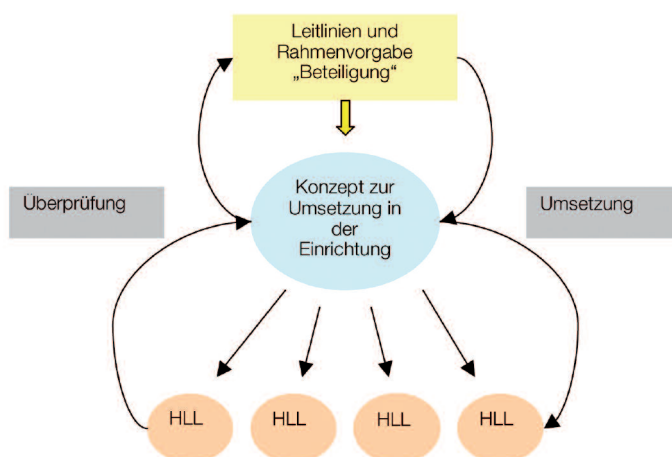 Leitlinien und
Rahmenvorgabe
„Beteiligung“
Überprüfung
Konzept zur
Umsetzung in
der
Einrichtung
Umsetzung
HLL
HLL
HLL
HLL